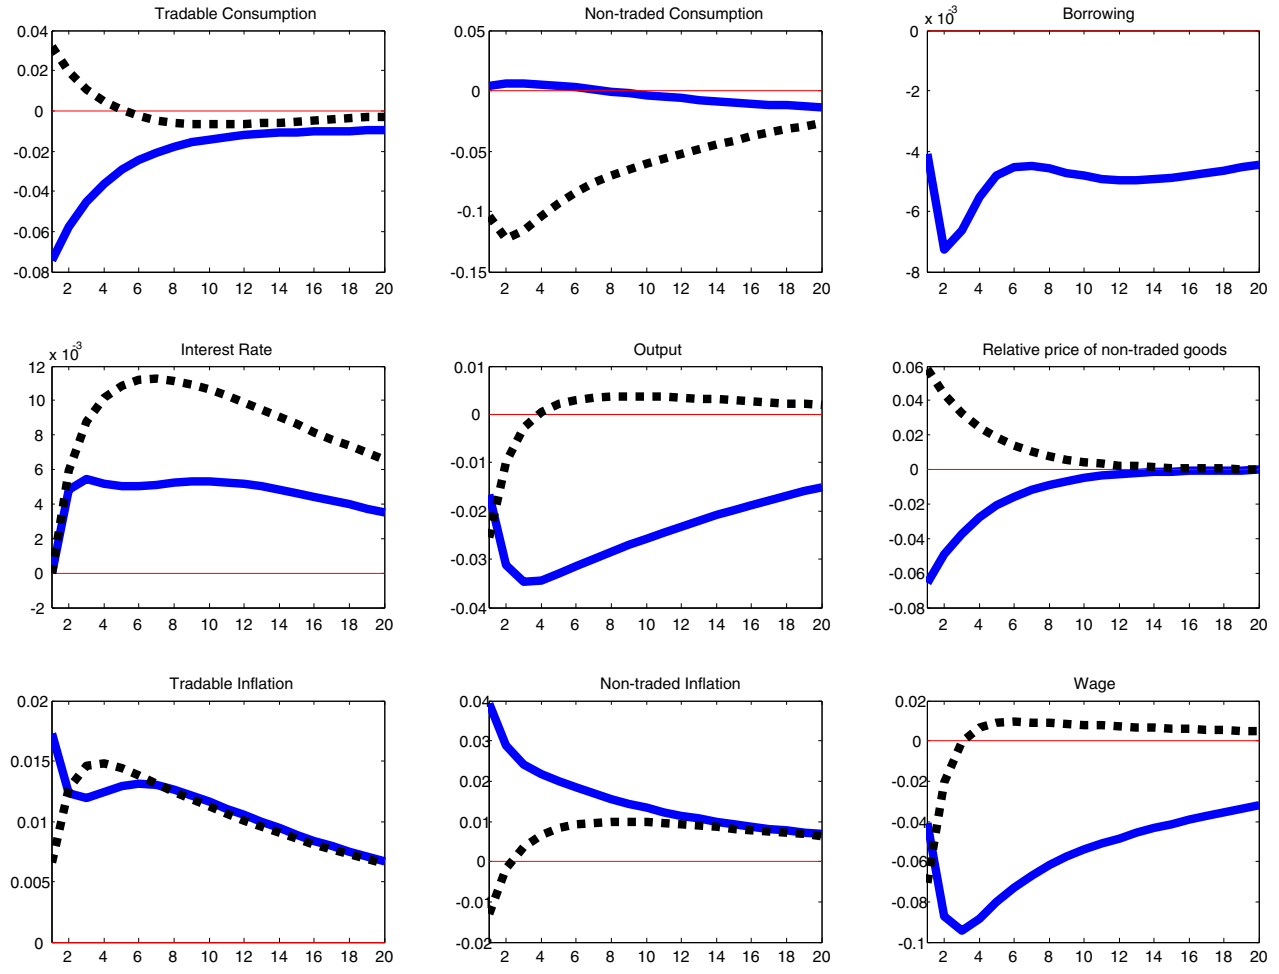 Tradable Consumption
0.04
0.02
0
-0.02
-0.04
-0.06
-0.08
2 4 6 8 10 12 14 16 18 20
Non-traded Consumption
0.05
0
-0.05
-0.1
-0.15
2 4 6 8 10 12 14 16 18 20
Borrowing
x 10-3
0
-2
-4
-6
-8
2 4 6 8 10 12 14 16 18 20
Interest Rate
x 10-3
12
10
8
6
4
2
0
-2
2 4 6 8 10 12 14 16 18 20
Output
0.01
0
-0.01
-0.02
-0.03
-0.04
2 4 6 8 10 12 14 16 18 20
Relative price of non-traded goods
0.06
0.04
0.02
0
-0.02
-0.04
-0.06
-0.08
2 4 6 8 10 12 14 16 18 20
Tradable Inflation
0.02
0.015
0.01
0.005
0
2 4 6 8 10 12 14 16 18 20
Non-traded Inflation
0.04
0.03
0.02
0.01
0
-0.01
-0.02
2 4 6 8 10 12 14 16 18 20
Wage
0.02
0
-0.02
-0.04
-0.06
-0.08
-0.1
2 4 6 8 10 12 14 16 18 20